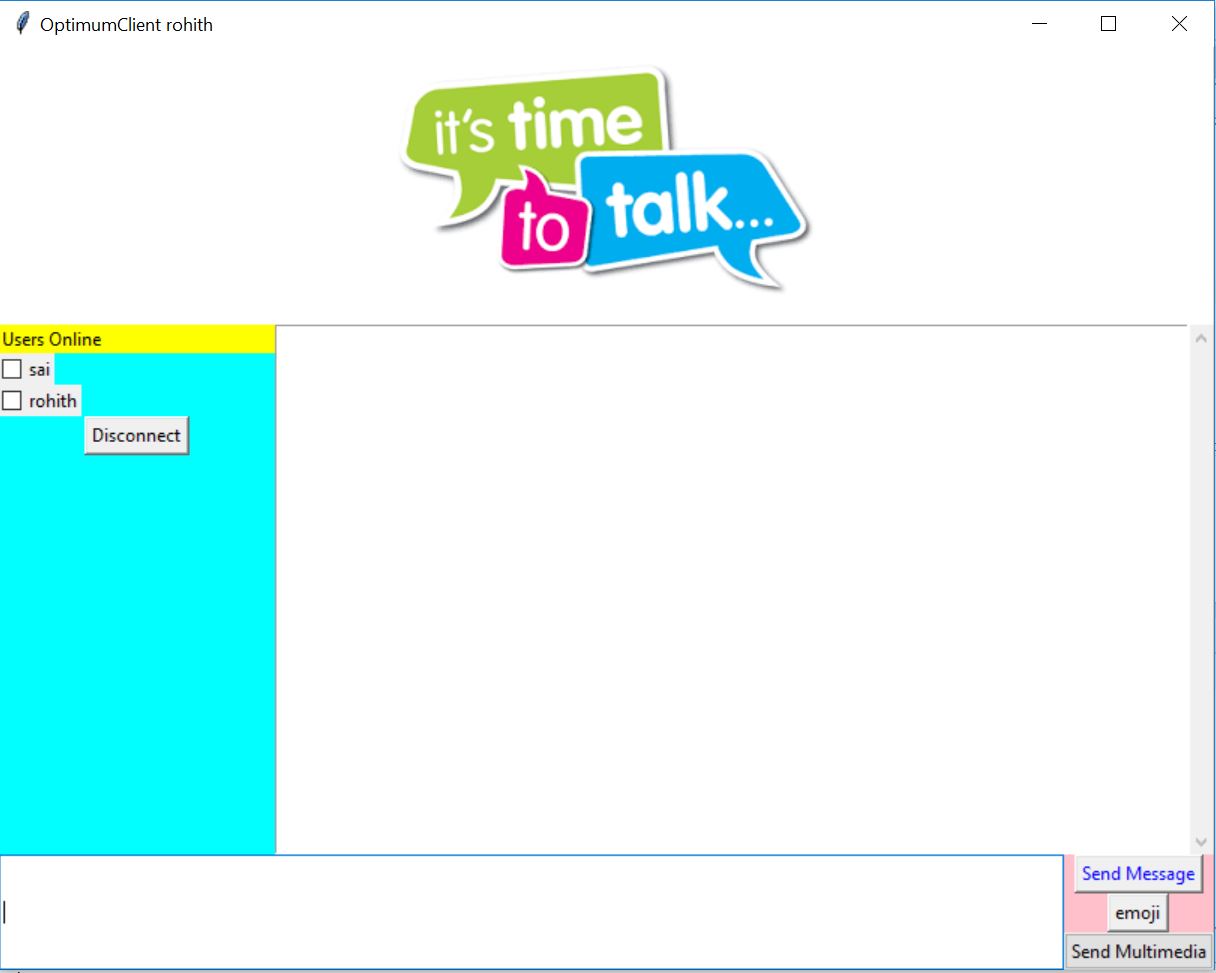 OptimumClient rohith
it's time
to talk...
Users Online
sai
rohith
Disconnect
Send Message
emoji
Send Multimedia